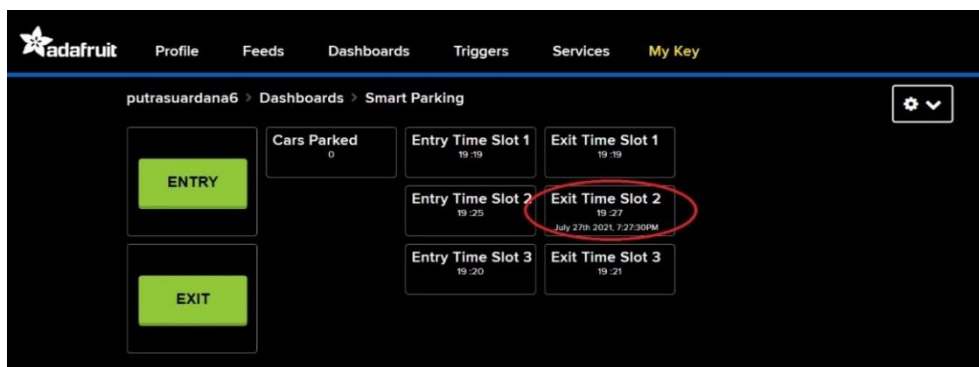 adafruit Profile Feeds Dashboards Triggers Services My Key
putrasuardana6 > Dashboards > Smart Parking
ENTRY
Cars Parked
0
Entry Time Slot 1
19 :19
Exit Time Slot 1
19 :19
Entry Time Slot 2
19 :25
Exit Time Slot 2
19 :27
July 27th 2021, 7:27:30PM
EXIT
Entry Time Slot 3
19 :20
Exit Time Slot 3
19 :21